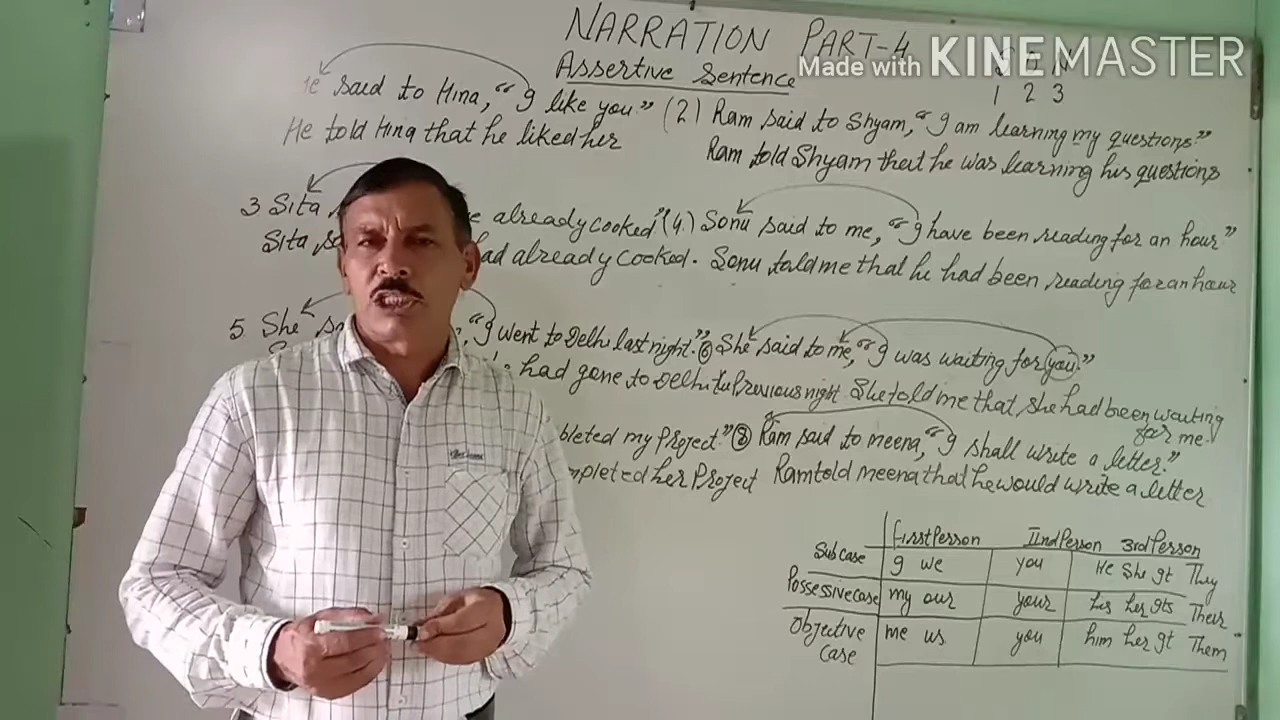 NARRATION PART-4
Made with KINEMASTER
Assertive Sentence
1 2 3
said to Hina, "I like you."
He told Hina that he liked her
(2) Ram said to Shyam, "I am learning my questions."
Ram told Shyam that he was learning his questions
3 Sita already cooked"
Sita had already cooked.
(4.) Sonu said to me, "I have been reading for an hour"
Sonu told me that he had been reading for an hour
5. She "I went to Delhi last night."
had gone to Delhi the Previous night
⑥ She said to me, "I was waiting for you."
She told me that she had been waiting
for me.
my Project."
her Project
⑧ Ram said to meena, "I shall write a letter."
Ram told meena that he would write a letter
First Person IInd Person 3rd Person
Sub case I we you He She It They
Possessive case my our your his her Its Their
Objective case me us you him her It Them